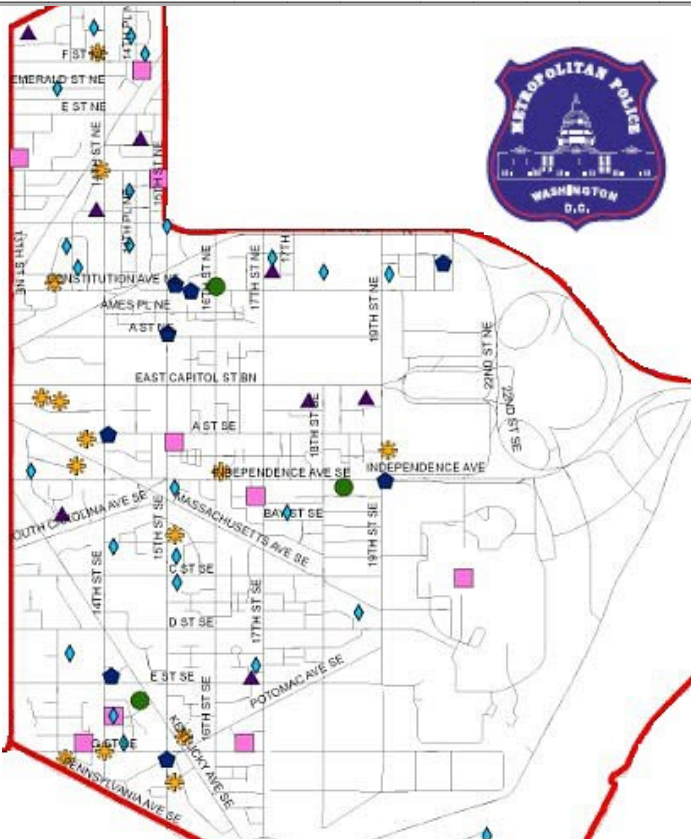 14TH PL NE
F ST NE
METROPOLITAN POLICE
EMERALD ST NE
E ST NE
14TH ST NE
15TH ST NE
WASHINGTON
D.C.
14TH PL NE
13TH ST NE
16TH ST NE
17TH ST NE
17TH
CONSTITUTION AVE NE
AMES PL NE
19TH ST NE
A ST NE
22ND ST NE
EAST CAPITOL ST BN
22ND ST SE
A ST SE
18TH ST SE
INDEPENDENCE AVE SE
INDEPENDENCE AVE
OUTH CAROLINA AVE SE
MASSACHUSETTS AVE SE
BAY ST SE
15TH ST SE
19TH ST SE
C ST SE
14TH ST SE
17TH ST SE
D ST SE
E ST SE
POTOMAC AVE SE
16TH ST SE
KENTUCKY AVE SE
G ST SE
PENNSYLVANIA AVE SE